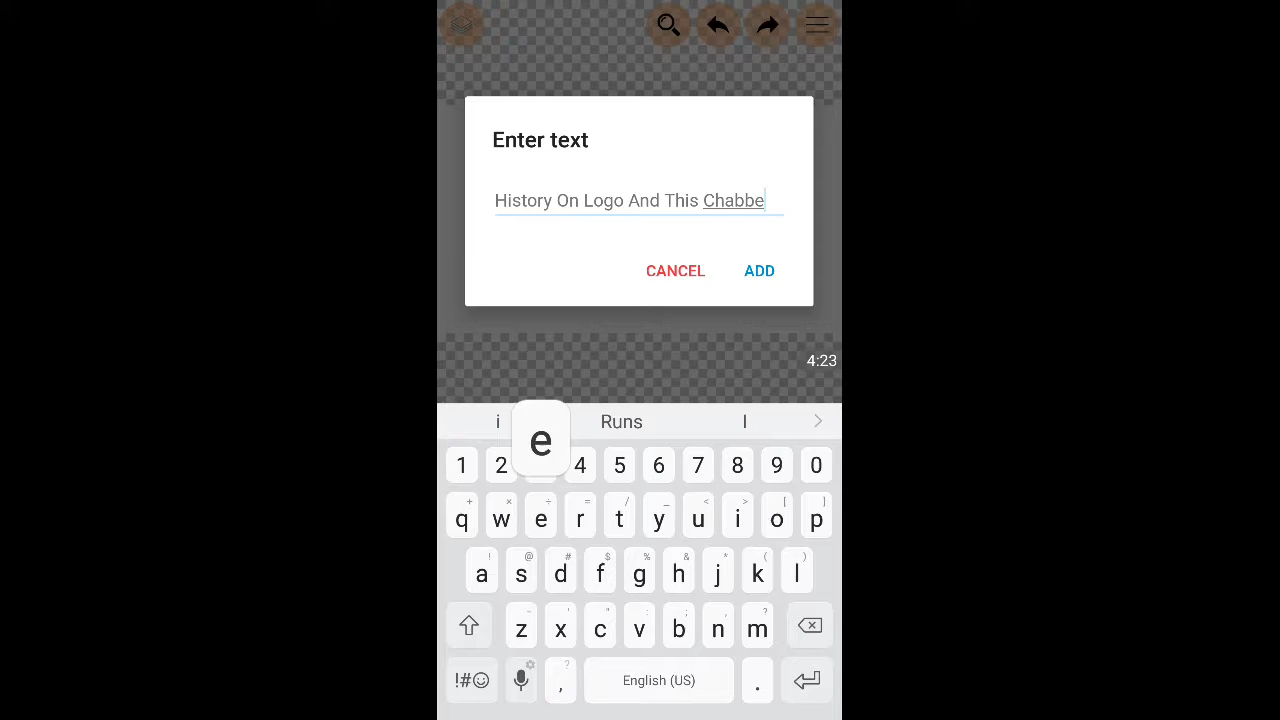 Enter text
History On Logo And This Chabbe
CANCEL ADD
4:23
i Runs I
e
1 2 4 5 6 7 8 9 0
+ × ÷ = / _ < > [ ]
q w e r t y u i o p
! @ # $ % & * ( )
a s d f g h j k l
- ' " : ; , ?
z x c v b n m
!#☺ , ? English (US) .